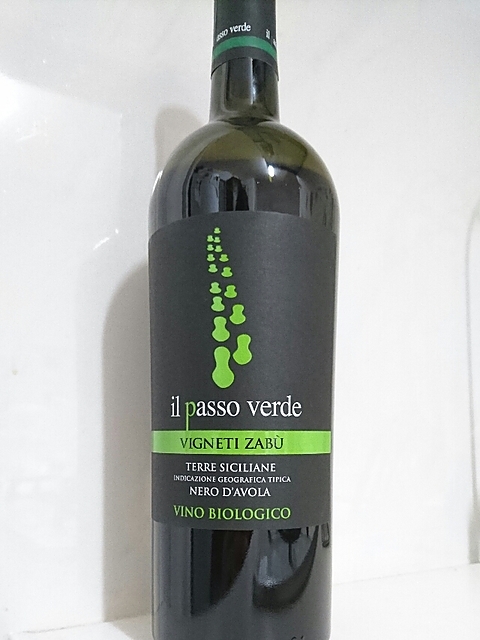 passo verde
il passo verde
VIGNETI ZABÙ
TERRE SICILIANE
INDICAZIONE GEOGRAFICA TIPICA
NERO D'AVOLA
VINO BIOLOGICO